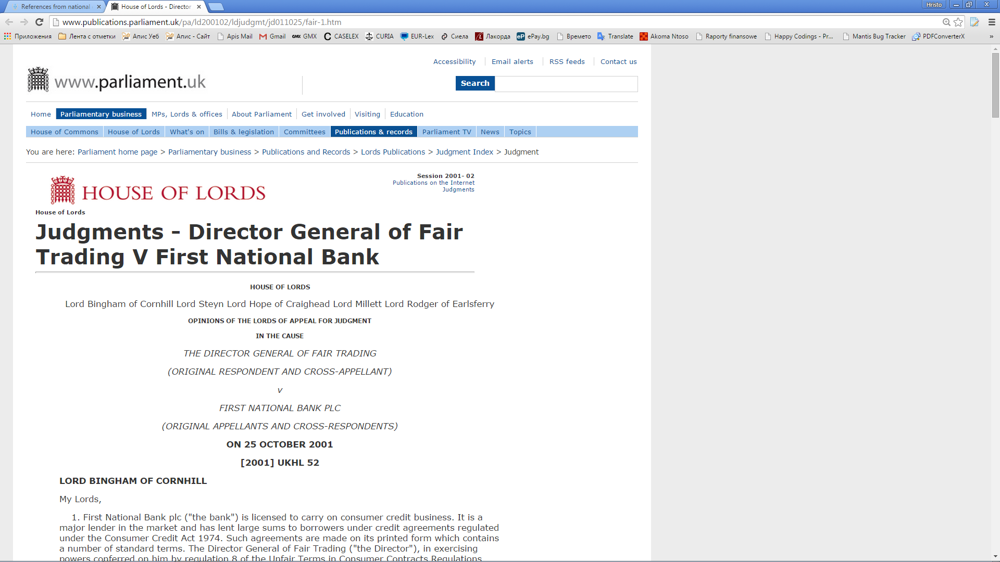 References from national
House of Lords - Director
Hristo
www.publications.parliament.uk/pa/ld200102/ldjudgmt/jd011025/fair-1.htm
Приложения Лента с отметки Апис Уеб Апис - Сайт Apis Mail Gmail GMX GMX CASELEX CURIA EUR-Lex Сиела Лакорда eP ePay.bg Времето Translate Akoma Ntoso Raporty finansowe Happy Codings - Pr... Mantis Bug Tracker PDFConverterX »
Accessibility Email alerts RSS feeds Contact us
www.parliament.uk
Search
Home Parliamentary business MPs, Lords & offices About Parliament Get involved Visiting Education
House of Commons House of Lords What's on Bills & legislation Committees Publications & records Parliament TV News Topics
You are here: Parliament home page > Parliamentary business > Publications and Records > Lords Publications > Judgment Index > Judgment
HOUSE OF LORDS
Session 2001- 02
Publications on the Internet
Judgments
House of Lords
Judgments - Director General of Fair
Trading V First National Bank
HOUSE OF LORDS
Lord Bingham of Cornhill Lord Steyn Lord Hope of Craighead Lord Millett Lord Rodger of Earlsferry
OPINIONS OF THE LORDS OF APPEAL FOR JUDGMENT
IN THE CAUSE
THE DIRECTOR GENERAL OF FAIR TRADING
(ORIGINAL RESPONDENT AND CROSS-APPELLANT)
v
FIRST NATIONAL BANK PLC
(ORIGINAL APPELLANTS AND CROSS-RESPONDENTS)
ON 25 OCTOBER 2001
[2001] UKHL 52
LORD BINGHAM OF CORNHILL
My Lords,
1. First National Bank plc ("the bank") is licensed to carry on consumer credit business. It is a
major lender in the market and has lent large sums to borrowers under credit agreements regulated
under the Consumer Credit Act 1974. Such agreements are made on its printed form which contains
a number of standard terms. The Director General of Fair Trading ("the Director"), in exercising
powers conferred on him by regulation 8 of the Unfair Terms in Consumer Contracts Regulations